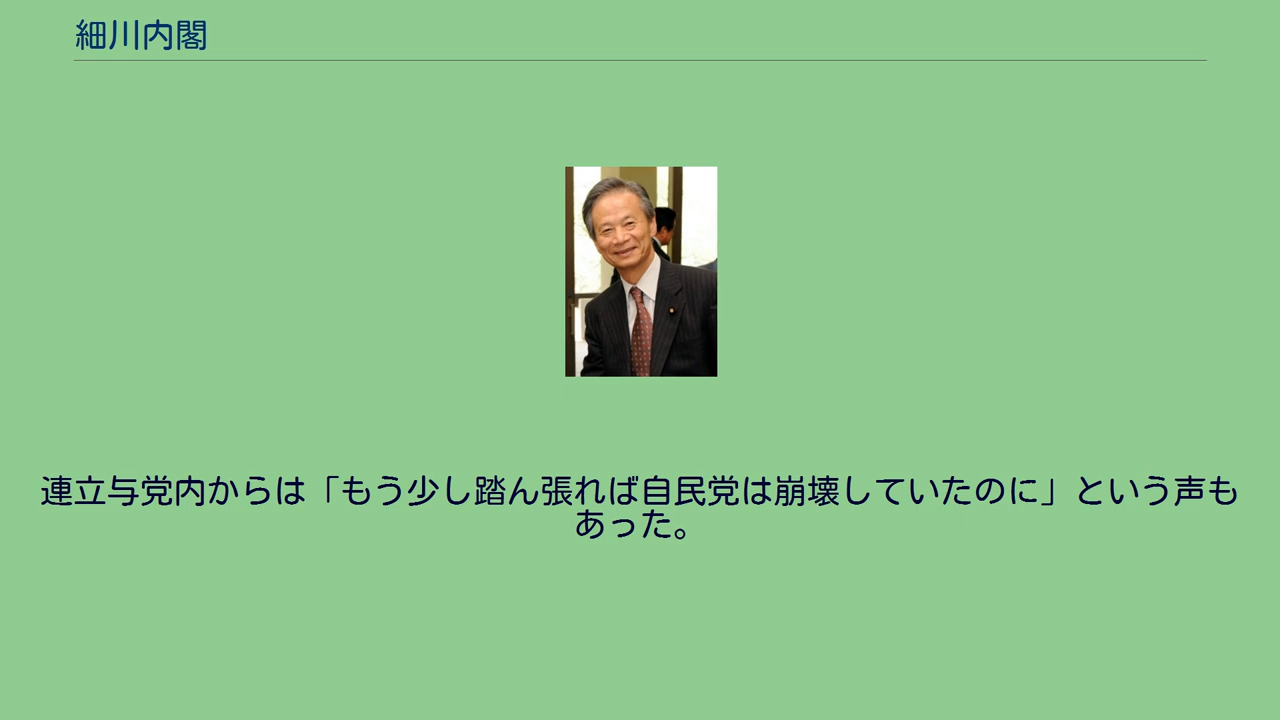 細川内閣
連立与党内からは「もう少し踏ん張れば自民党は崩壊していたのに」という声も
あった。